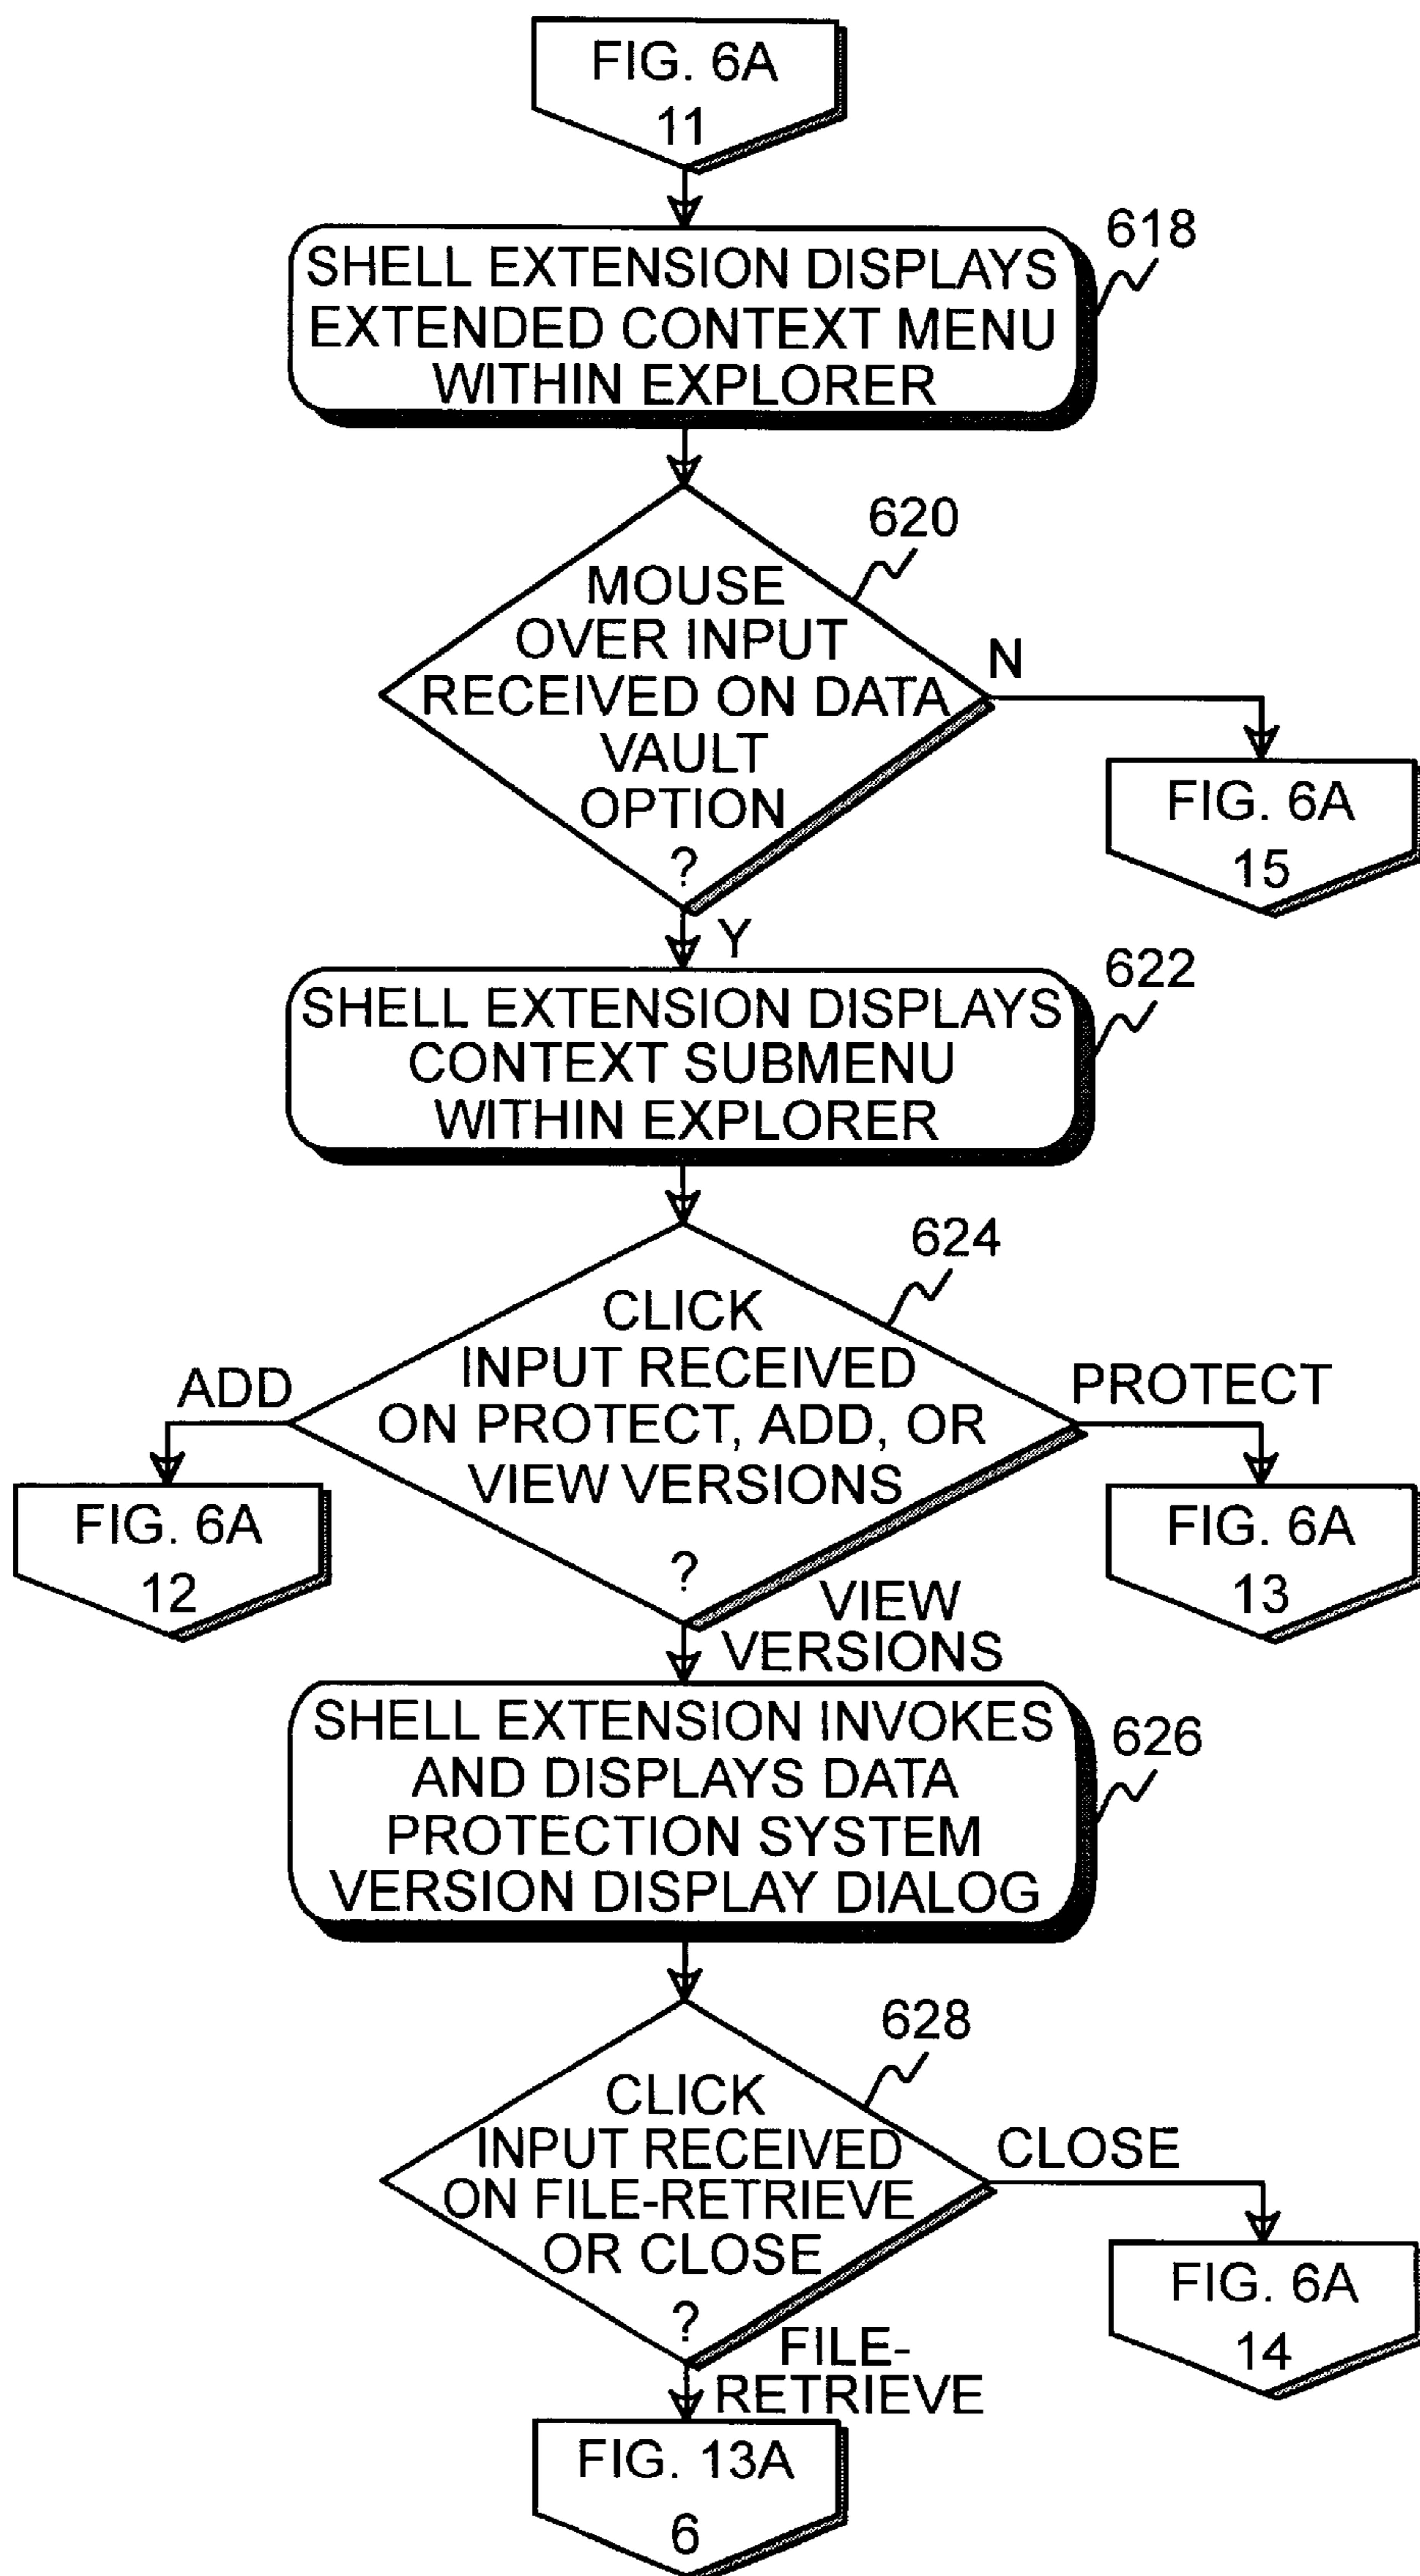 FIG. 6A
11
SHELL EXTENSION DISPLAYS
EXTENDED CONTEXT MENU
WITHIN EXPLORER
618
MOUSE
OVER INPUT
RECEIVED ON DATA
VAULT
OPTION
?
620
N
FIG. 6A
15
Y
SHELL EXTENSION DISPLAYS
CONTEXT SUBMENU
WITHIN EXPLORER
622
CLICK
INPUT RECEIVED
ON PROTECT, ADD, OR
VIEW VERSIONS
?
624
ADD
FIG. 6A
12
PROTECT
FIG. 6A
13
VIEW
VERSIONS
SHELL EXTENSION INVOKES
AND DISPLAYS DATA
PROTECTION SYSTEM
VERSION DISPLAY DIALOG
626
CLICK
INPUT RECEIVED
ON FILE-RETRIEVE
OR CLOSE
?
628
CLOSE
FIG. 6A
14
FILE-
RETRIEVE
FIG. 13A
6